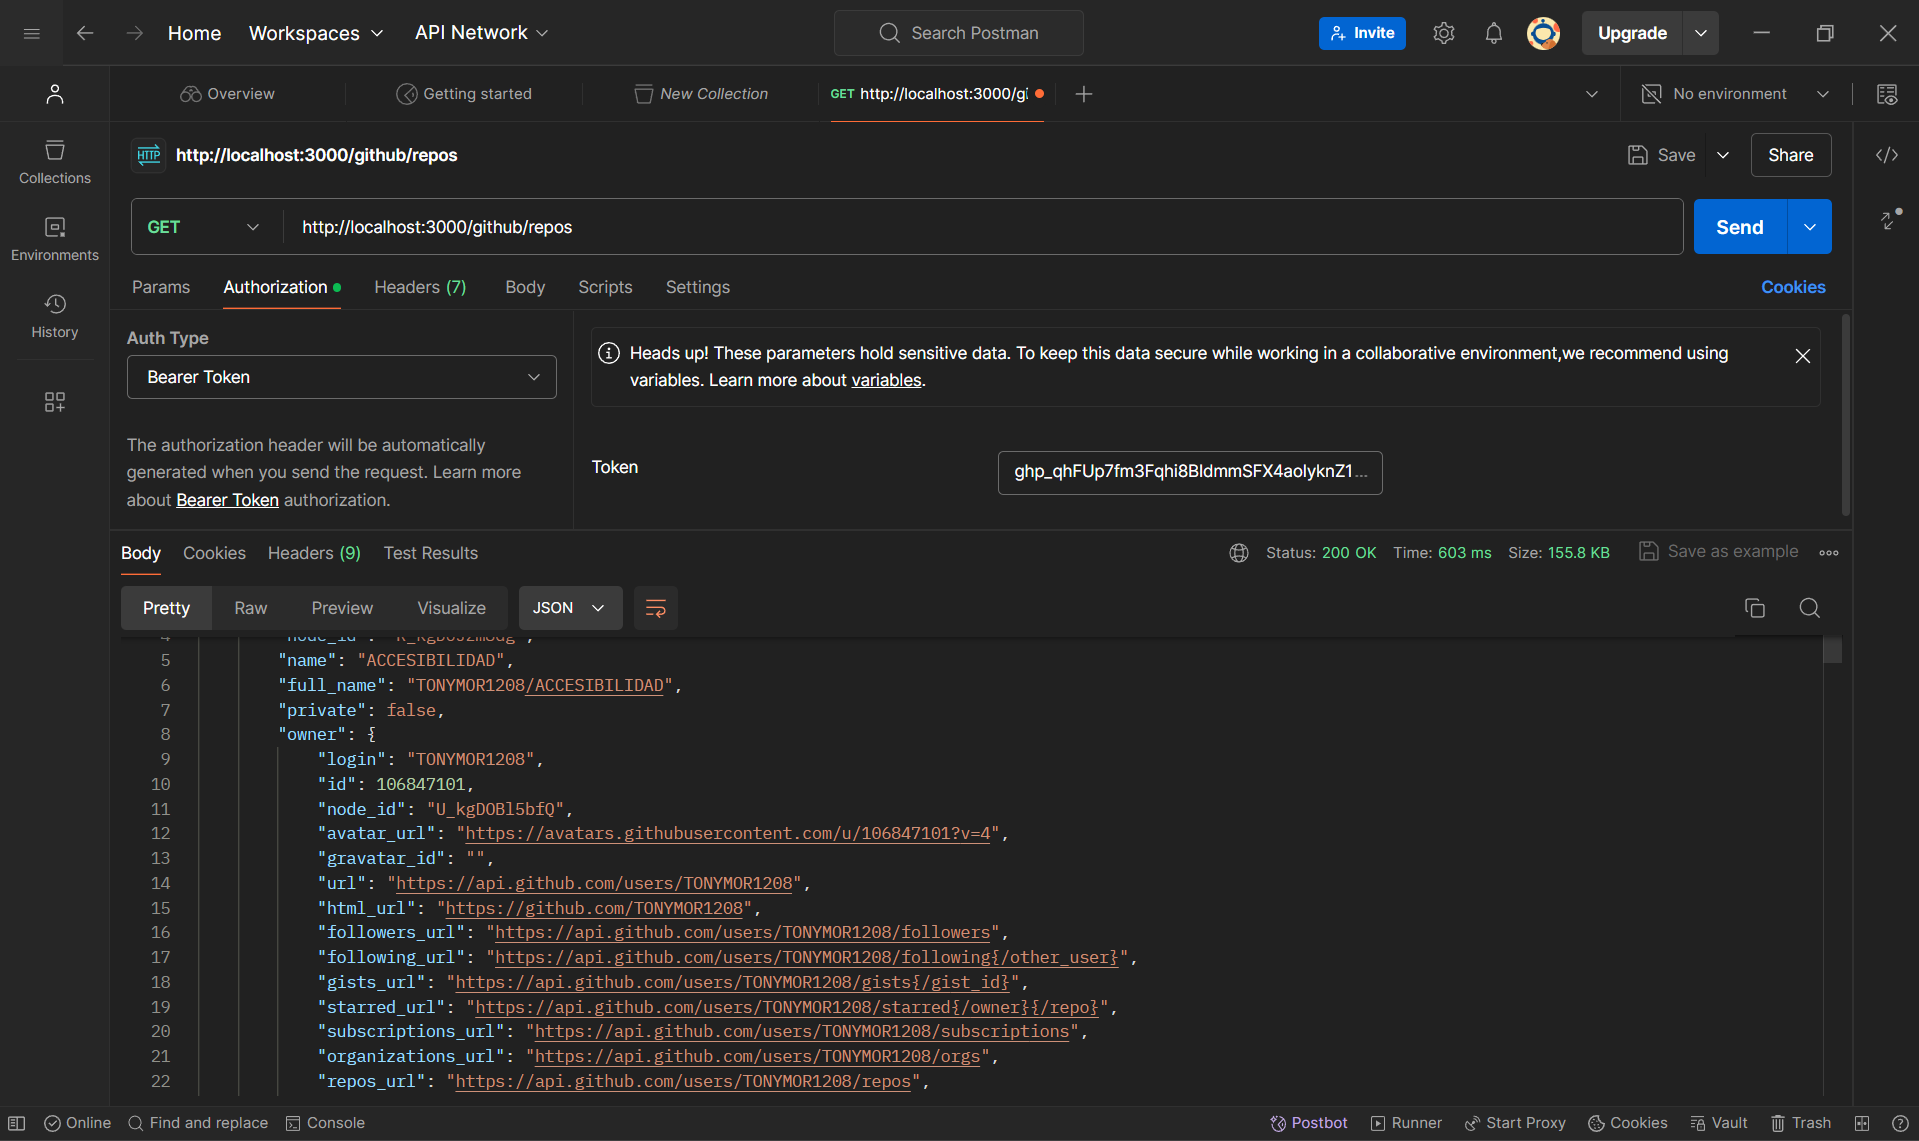 Home Workspaces API Network Search Postman Invite Upgrade
Overview Getting started New Collection GET http://localhost:3000/gi No environment
HTTP http://localhost:3000/github/repos Save Share
Collections
GET http://localhost:3000/github/repos Send
Environments
Params Authorization Headers (7) Body Scripts Settings Cookies
History
Auth Type
Bearer Token
Heads up! These parameters hold sensitive data. To keep this data secure while working in a collaborative environment,we recommend using
variables. Learn more about variables.
The authorization header will be automatically
generated when you send the request. Learn more
about Bearer Token authorization.
Token ghp_qhFUp7fm3Fqhi8BIdmmSFX4aoIyknZ1...
Body Cookies Headers (9) Test Results Status: 200 OK Time: 603 ms Size: 155.8 KB Save as example
Pretty Raw Preview Visualize JSON
5 "name": "ACCESIBILIDAD",
6 "full_name": "TONYMOR1208/ACCESIBILIDAD",
7 "private": false,
8 "owner": {
9 "login": "TONYMOR1208",
10 "id": 106847101,
11 "node_id": "U_kgDOBl5bfQ",
12 "avatar_url": "https://avatars.githubusercontent.com/u/106847101?v=4",
13 "gravatar_id": "",
14 "url": "https://api.github.com/users/TONYMOR1208",
15 "html_url": "https://github.com/TONYMOR1208",
16 "followers_url": "https://api.github.com/users/TONYMOR1208/followers",
17 "following_url": "https://api.github.com/users/TONYMOR1208/following{/other_user}",
18 "gists_url": "https://api.github.com/users/TONYMOR1208/gists{/gist_id}",
19 "starred_url": "https://api.github.com/users/TONYMOR1208/starred{/owner}{/repo}",
20 "subscriptions_url": "https://api.github.com/users/TONYMOR1208/subscriptions",
21 "organizations_url": "https://api.github.com/users/TONYMOR1208/orgs",
22 "repos_url": "https://api.github.com/users/TONYMOR1208/repos",
Online Find and replace Console Postbot Runner Start Proxy Cookies Vault Trash